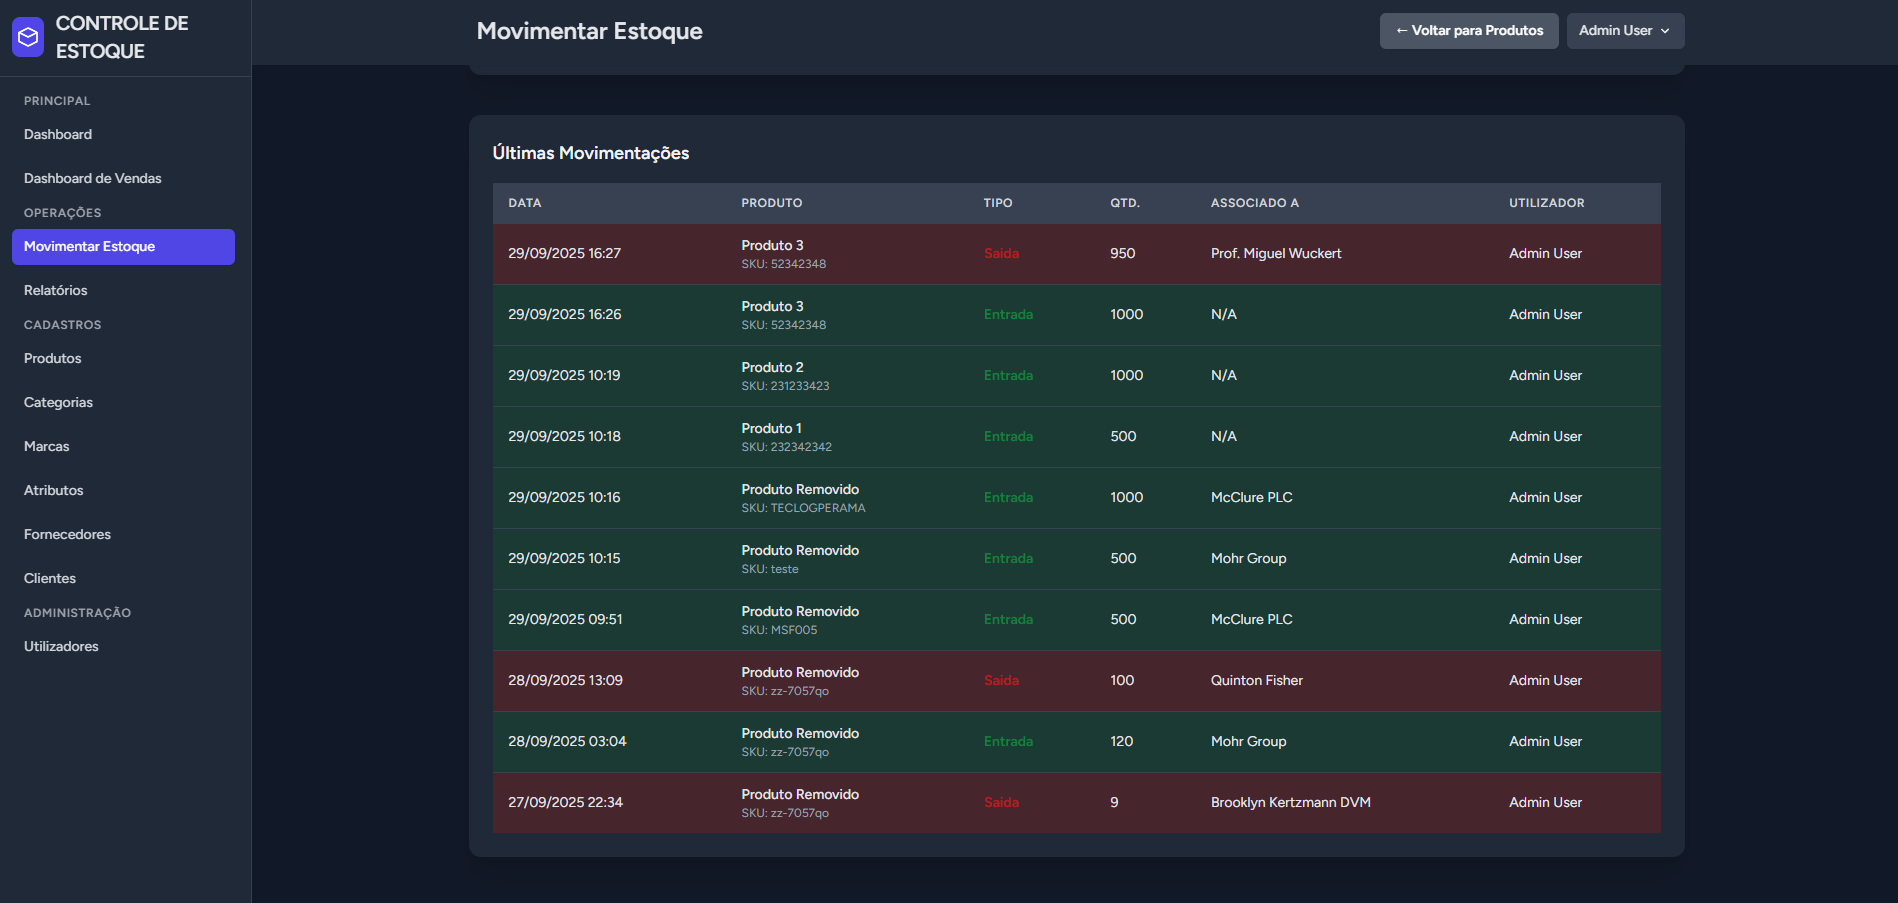 CONTROLE DE
ESTOQUE
PRINCIPAL
Dashboard
Dashboard de Vendas
OPERAÇÕES
Movimentar Estoque
Relatórios
CADASTROS
Produtos
Categorias
Marcas
Atributos
Fornecedores
Clientes
ADMINISTRAÇÃO
Utilizadores
Movimentar Estoque
← Voltar para Produtos
Admin User
Últimas Movimentações
DATA PRODUTO TIPO QTD. ASSOCIADO A UTILIZADOR
29/09/2025 16:27 Produto 3 Saida 950 Prof. Miguel Wuckert Admin User
SKU: 52342348
29/09/2025 16:26 Produto 3 Entrada 1000 N/A Admin User
SKU: 52342348
29/09/2025 10:19 Produto 2 Entrada 1000 N/A Admin User
SKU: 231233423
29/09/2025 10:18 Produto 1 Entrada 500 N/A Admin User
SKU: 232342342
29/09/2025 10:16 Produto Removido Entrada 1000 McClure PLC Admin User
SKU: TECLOGPERAMA
29/09/2025 10:15 Produto Removido Entrada 500 Mohr Group Admin User
SKU: teste
29/09/2025 09:51 Produto Removido Entrada 500 McClure PLC Admin User
SKU: MSF005
28/09/2025 13:09 Produto Removido Saida 100 Quinton Fisher Admin User
SKU: zz-7057qo
28/09/2025 03:04 Produto Removido Entrada 120 Mohr Group Admin User
SKU: zz-7057qo
27/09/2025 22:34 Produto Removido Saida 9 Brooklyn Kertzmann DVM Admin User
SKU: zz-7057qo